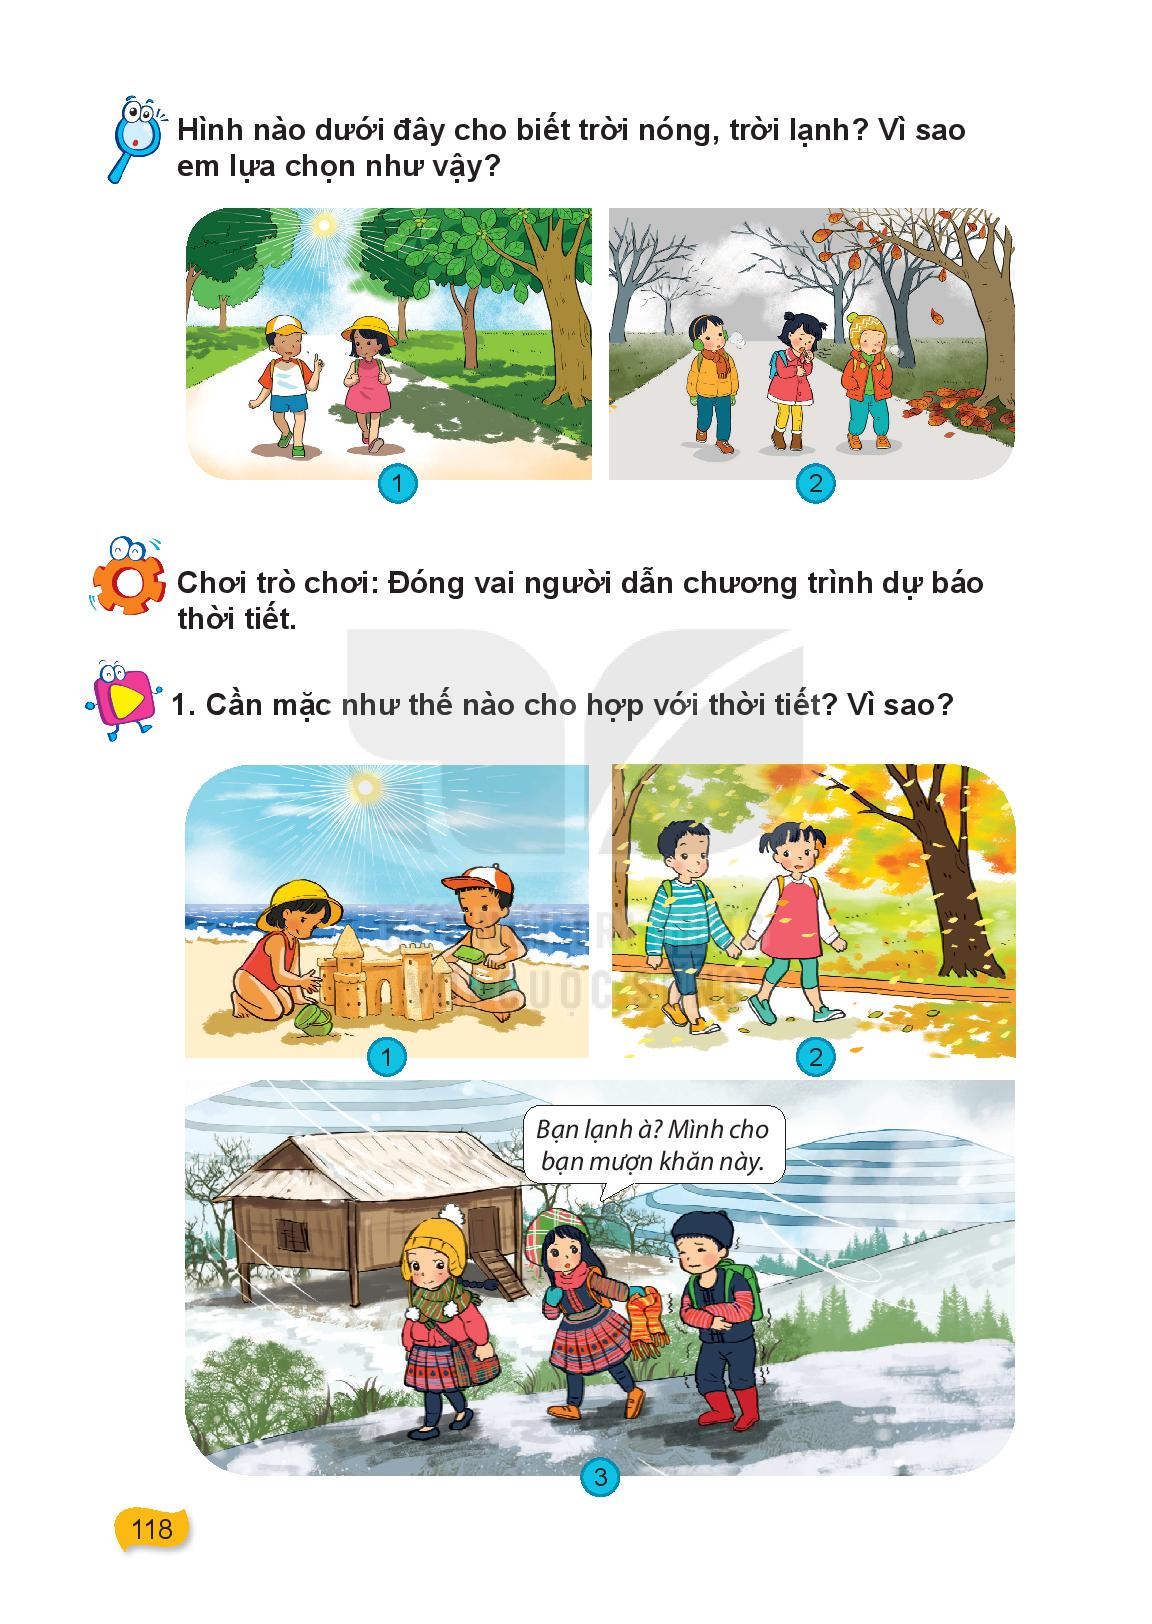 Hình nào dưới đây cho biết trời nóng, trời lạnh? Vì sao
em lựa chọn như vậy?
1
2
Chơi trò chơi: Đóng vai người dẫn chương trình dự báo
thời tiết.
1. Cần mặc như thế nào cho hợp với thời tiết? Vì sao?
1
2
Bạn lạnh à? Mình cho
bạn mượn khăn này.
3
118